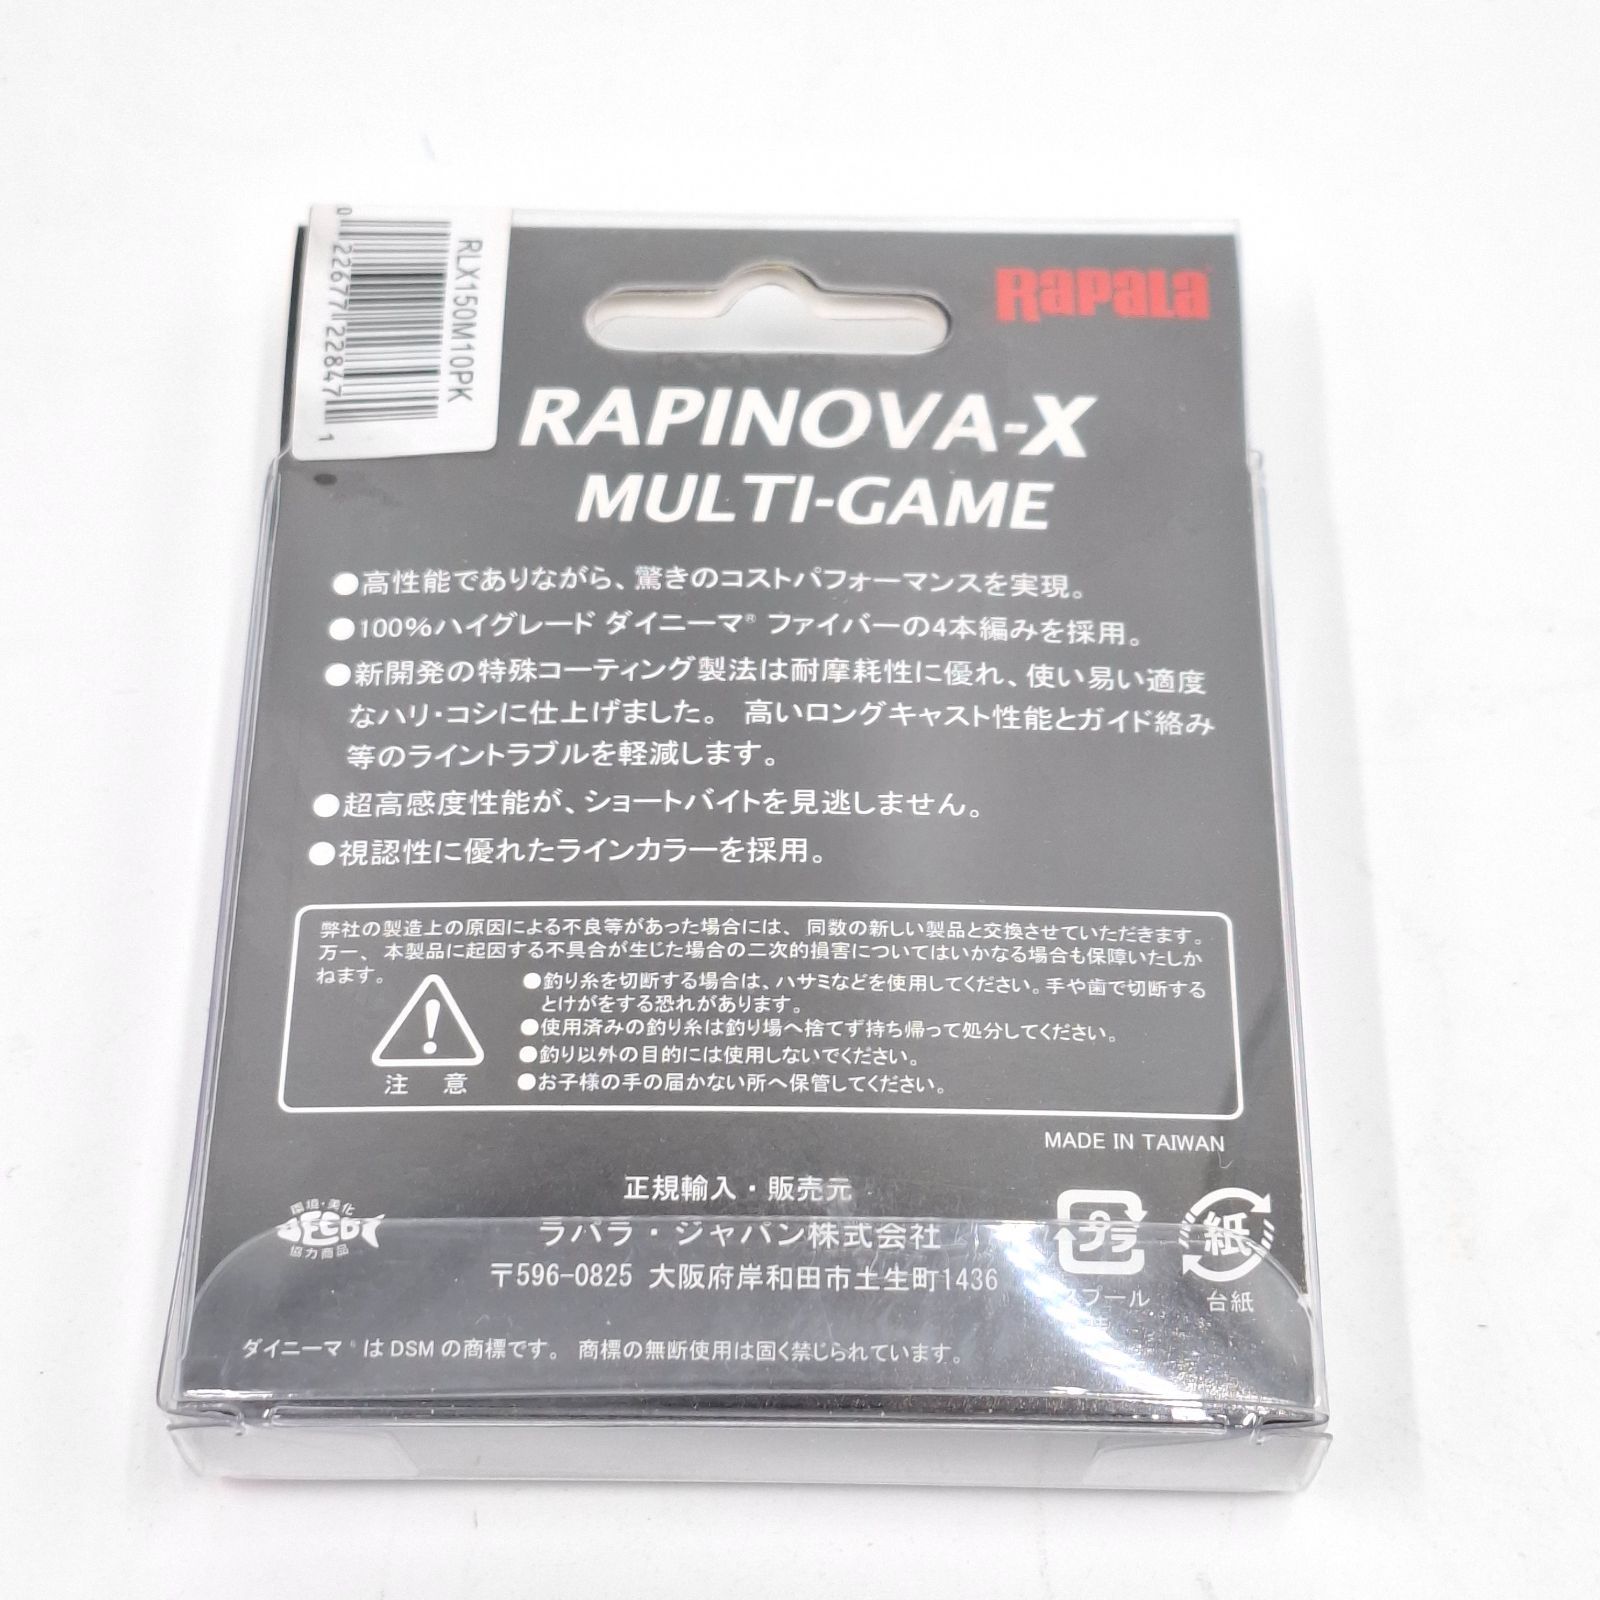 RLX150M10PK
0 22677 22847 1
Rapala
RAPINOVA-X
MULTI-GAME
●高性能でありながら、驚きのコストパフォーマンスを実現。
●100%ハイグレード ダイニーマ® ファイバーの4本編みを採用。
●新開発の特殊コーティング製法は耐摩耗性に優れ、使い易い適度
なハリ・コシに仕上げました。 高いロングキャスト性能とガイド絡み
等のライントラブルを軽減します。
●超高感度性能が、ショートバイトを見逃しません。
●視認性に優れたラインカラーを採用。
弊社の製造上の原因による不良等があった場合には、同数の新しい製品と交換させていただきます。
万一、本製品に起因する不具合が生じた場合の二次的損害についてはいかなる場合も保障いたしか
ねます。
注 意
●釣り糸を切断する場合は、ハサミなどを使用してください。手や歯で切断する
とけがをする恐れがあります。
●使用済みの釣り糸は釣り場へ捨てず持ち帰って処分してください。
●釣り以外の目的には使用しないでください。
●お子様の手の届かない所へ保管してください。
MADE IN TAIWAN
環境・美化
協力商品
正規輸入・販売元
ラパラ・ジャパン株式会社
〒596-0825 大阪府岸和田市土生町1436
プラ
スプール
紙
台紙
ダイニーマ®はDSMの商標です。 商標の無断使用は固く禁じられています。